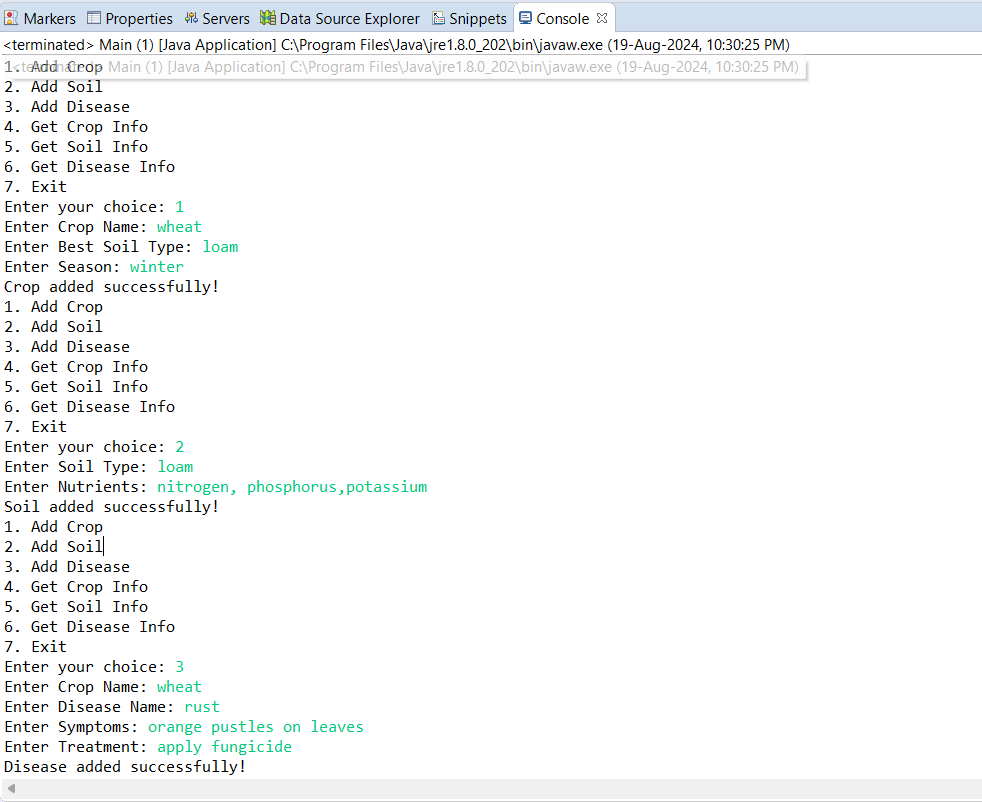 Markers Properties Servers Data Source Explorer Snippets Console
<terminated> Main (1) [Java Application] C:\Program Files\Java\jre1.8.0_202\bin\javaw.exe (19-Aug-2024, 10:30:25 PM)
<terminated> Main (1) [Java Application] C:\Program Files\Java\jre1.8.0_202\bin\javaw.exe (19-Aug-2024, 10:30:25 PM)
1. Add Crop
2. Add Soil
3. Add Disease
4. Get Crop Info
5. Get Soil Info
6. Get Disease Info
7. Exit
Enter your choice: 1
Enter Crop Name: wheat
Enter Best Soil Type: loam
Enter Season: winter
Crop added successfully!
1. Add Crop
2. Add Soil
3. Add Disease
4. Get Crop Info
5. Get Soil Info
6. Get Disease Info
7. Exit
Enter your choice: 2
Enter Soil Type: loam
Enter Nutrients: nitrogen, phosphorus,potassium
Soil added successfully!
1. Add Crop
2. Add Soil
3. Add Disease
4. Get Crop Info
5. Get Soil Info
6. Get Disease Info
7. Exit
Enter your choice: 3
Enter Crop Name: wheat
Enter Disease Name: rust
Enter Symptoms: orange pustles on leaves
Enter Treatment: apply fungicide
Disease added successfully!